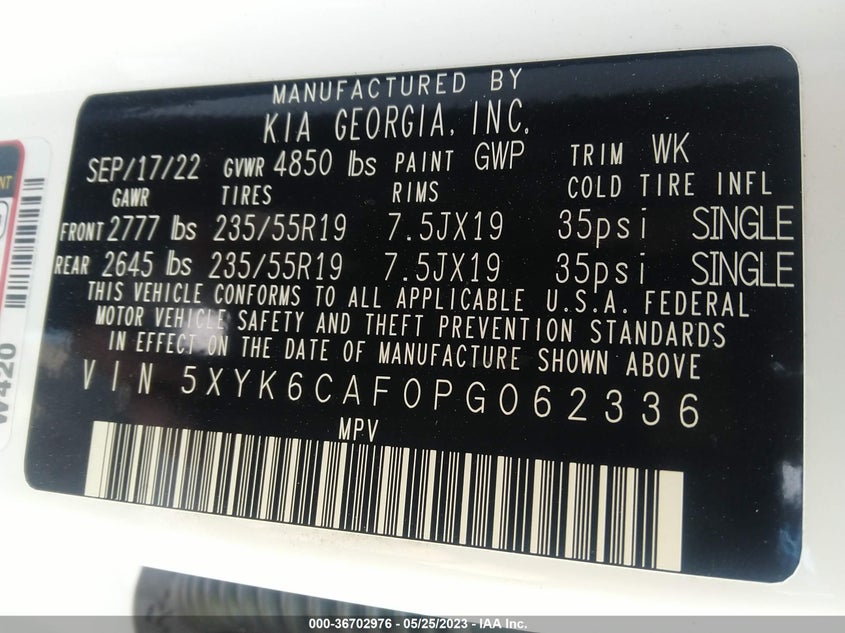 MANUFACTURED BY
KIA GEORGIA, INC.
SEP/17/22 GVWR 4850 lbs PAINT GWP TRIM WK
GAWR TIRES RIMS COLD TIRE INFL
FRONT 2777 lbs 235/55R19 7.5JX19 35psi SINGLE
REAR 2645 lbs 235/55R19 7.5JX19 35psi SINGLE
THIS VEHICLE CONFORMS TO ALL APPLICABLE U.S.A. FEDERAL
MOTOR VEHICLE SAFETY AND THEFT PREVENTION STANDARDS
IN EFFECT ON THE DATE OF MANUFACTURE SHOWN ABOVE
VIN 5XYK6CAF0PG062336
MPV
W420
000-36702976 - 05/25/2023 - IAA Inc.